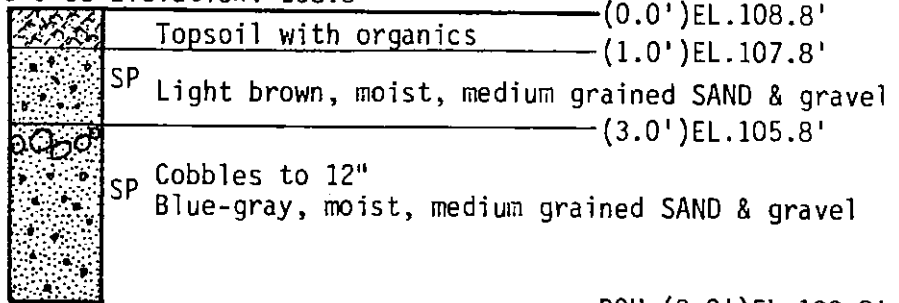 (0.0')EL.108.8'
Topsoil with organics
(1.0')EL.107.8'
SP Light brown, moist, medium grained SAND & gravel
(3.0')EL.105.8'
SP Cobbles to 12"
Blue-gray, moist, medium grained SAND & gravel